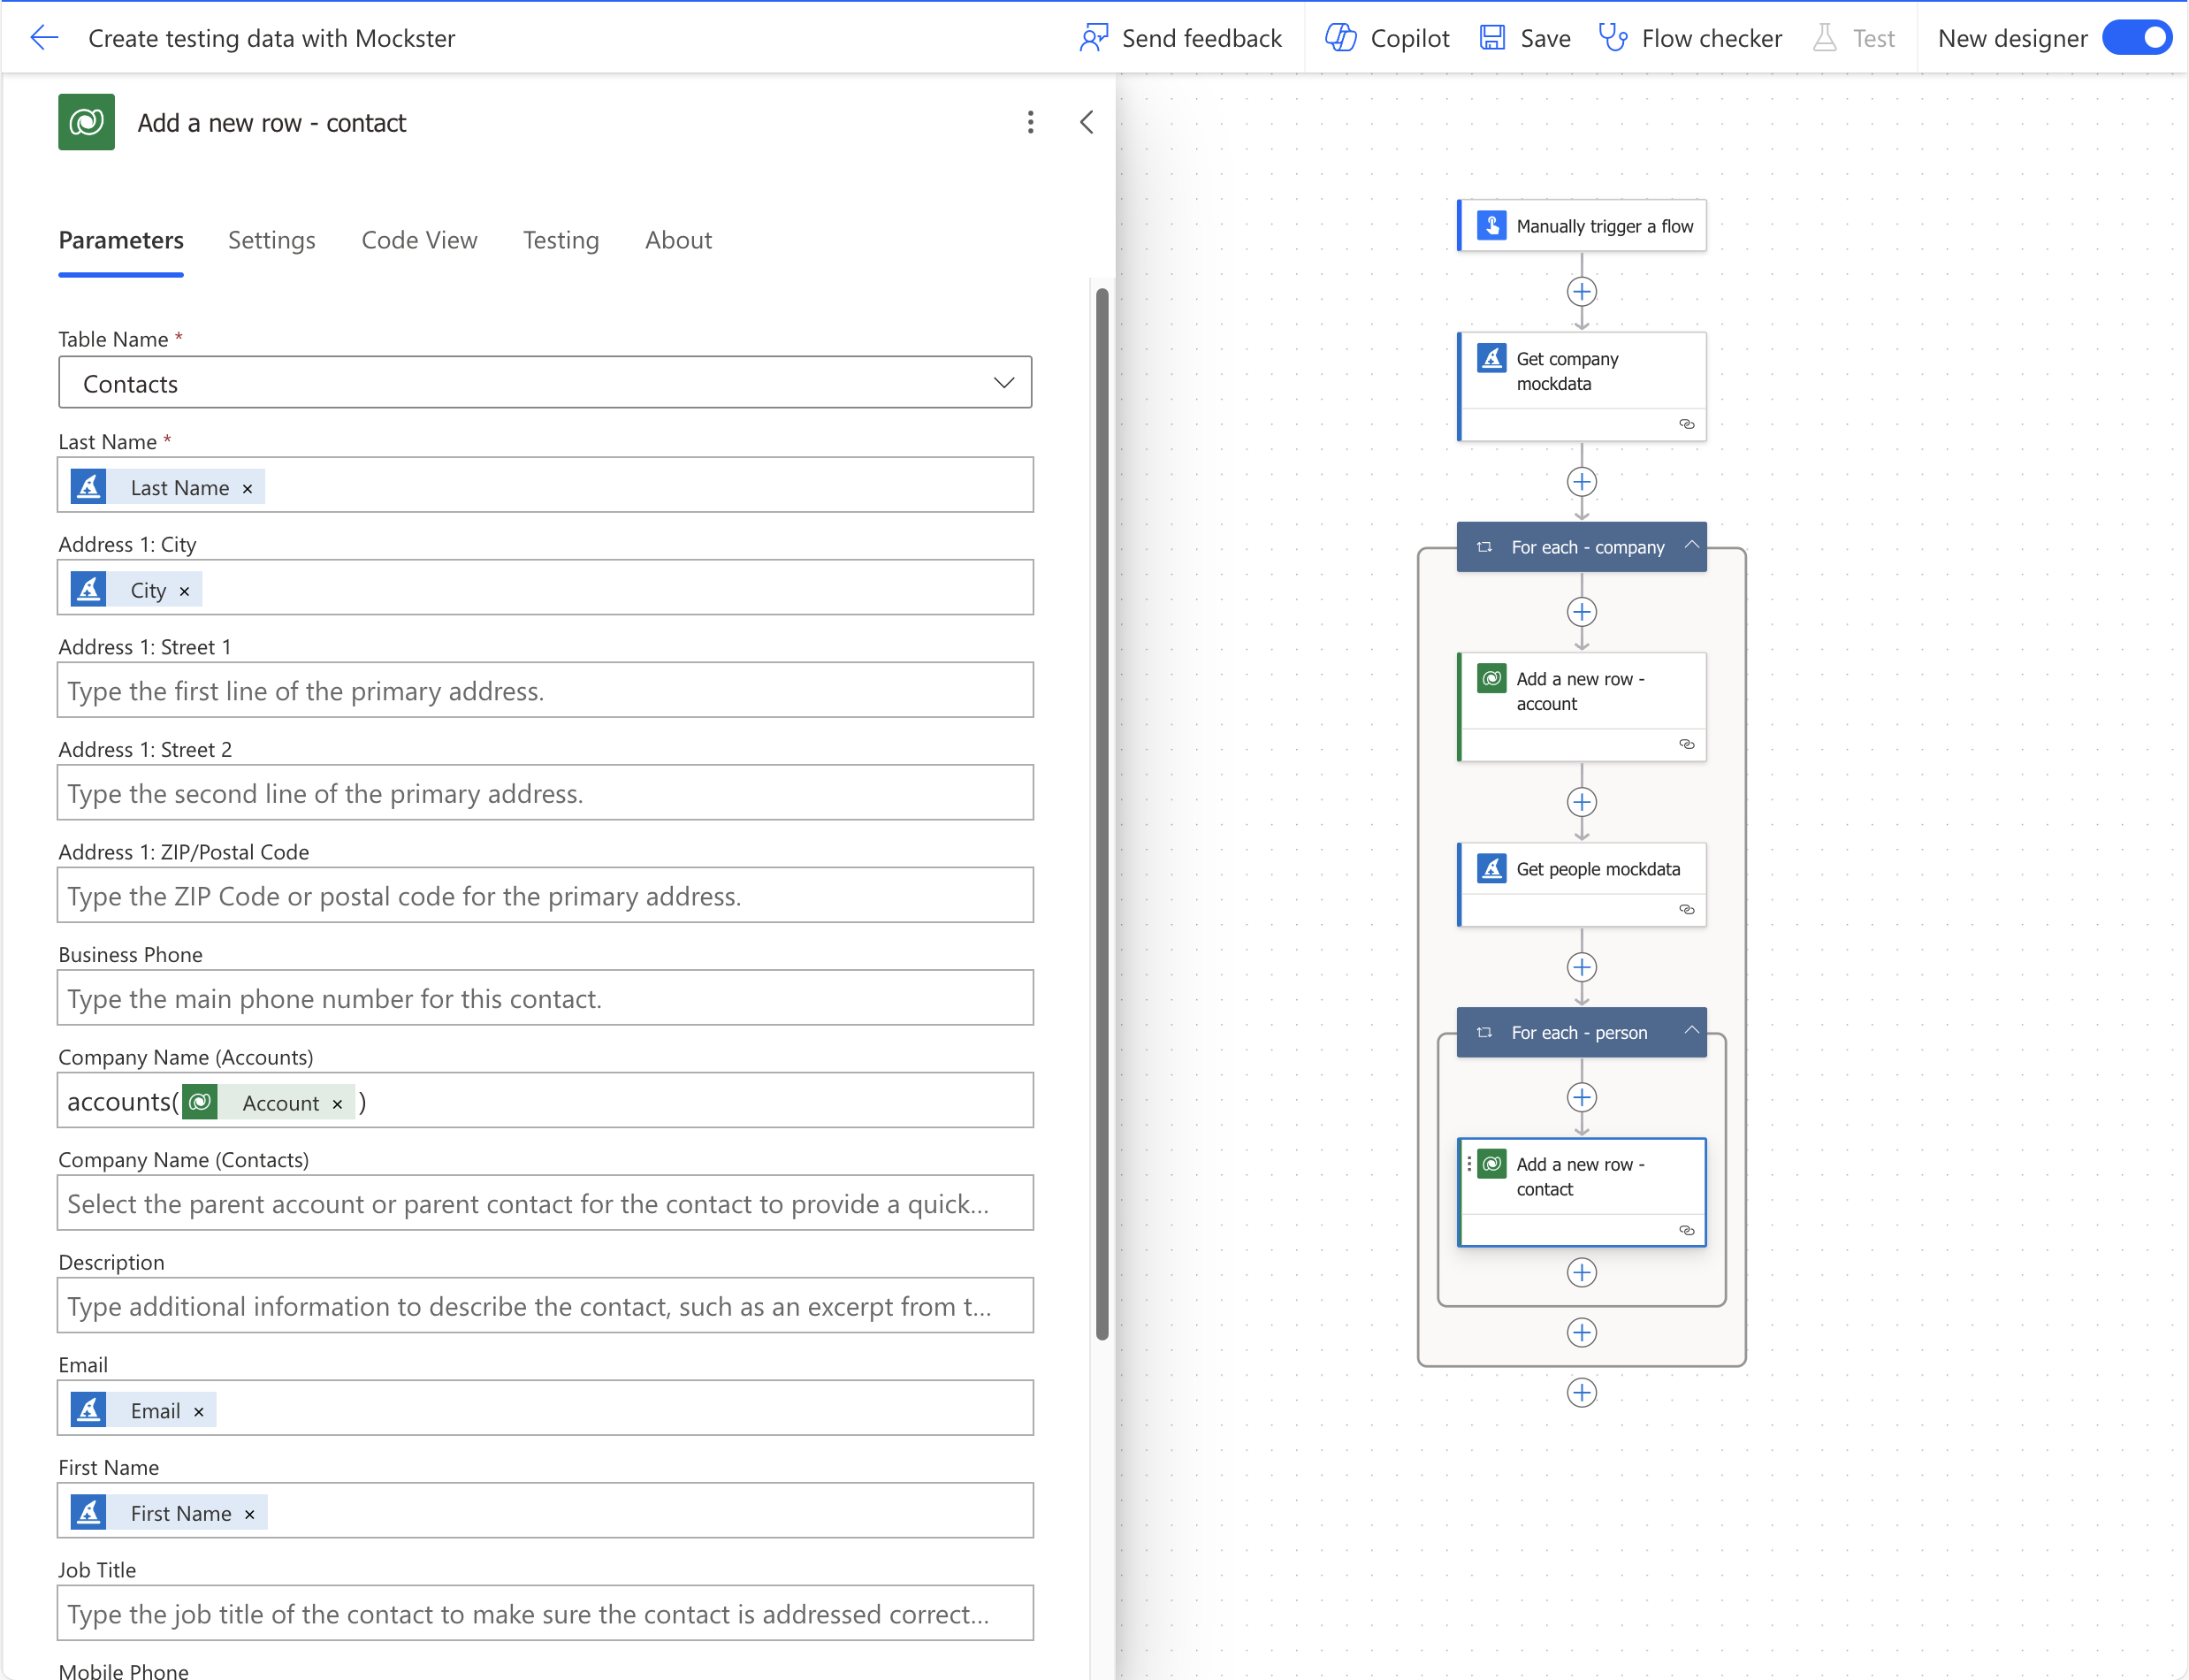 Create testing data with Mockster
Send feedback
Copilot
Save
Flow checker
Test
New designer
Add a new row - contact
Parameters
Settings
Code View
Testing
About
Table Name *
Contacts
Last Name *
Last Name ×
Address 1: City
City ×
Address 1: Street 1
Type the first line of the primary address.
Address 1: Street 2
Type the second line of the primary address.
Address 1: ZIP/Postal Code
Type the ZIP Code or postal code for the primary address.
Business Phone
Type the main phone number for this contact.
Company Name (Accounts)
accounts( Account × )
Company Name (Contacts)
Select the parent account or parent contact for the contact to provide a quick...
Description
Type additional information to describe the contact, such as an excerpt from t...
Email
Email ×
First Name
First Name ×
Job Title
Type the job title of the contact to make sure the contact is addressed correct...
Mobile Phone
Manually trigger a flow
Get company
mockdata
For each - company
Add a new row -
account
Get people mockdata
For each - person
Add a new row -
contact